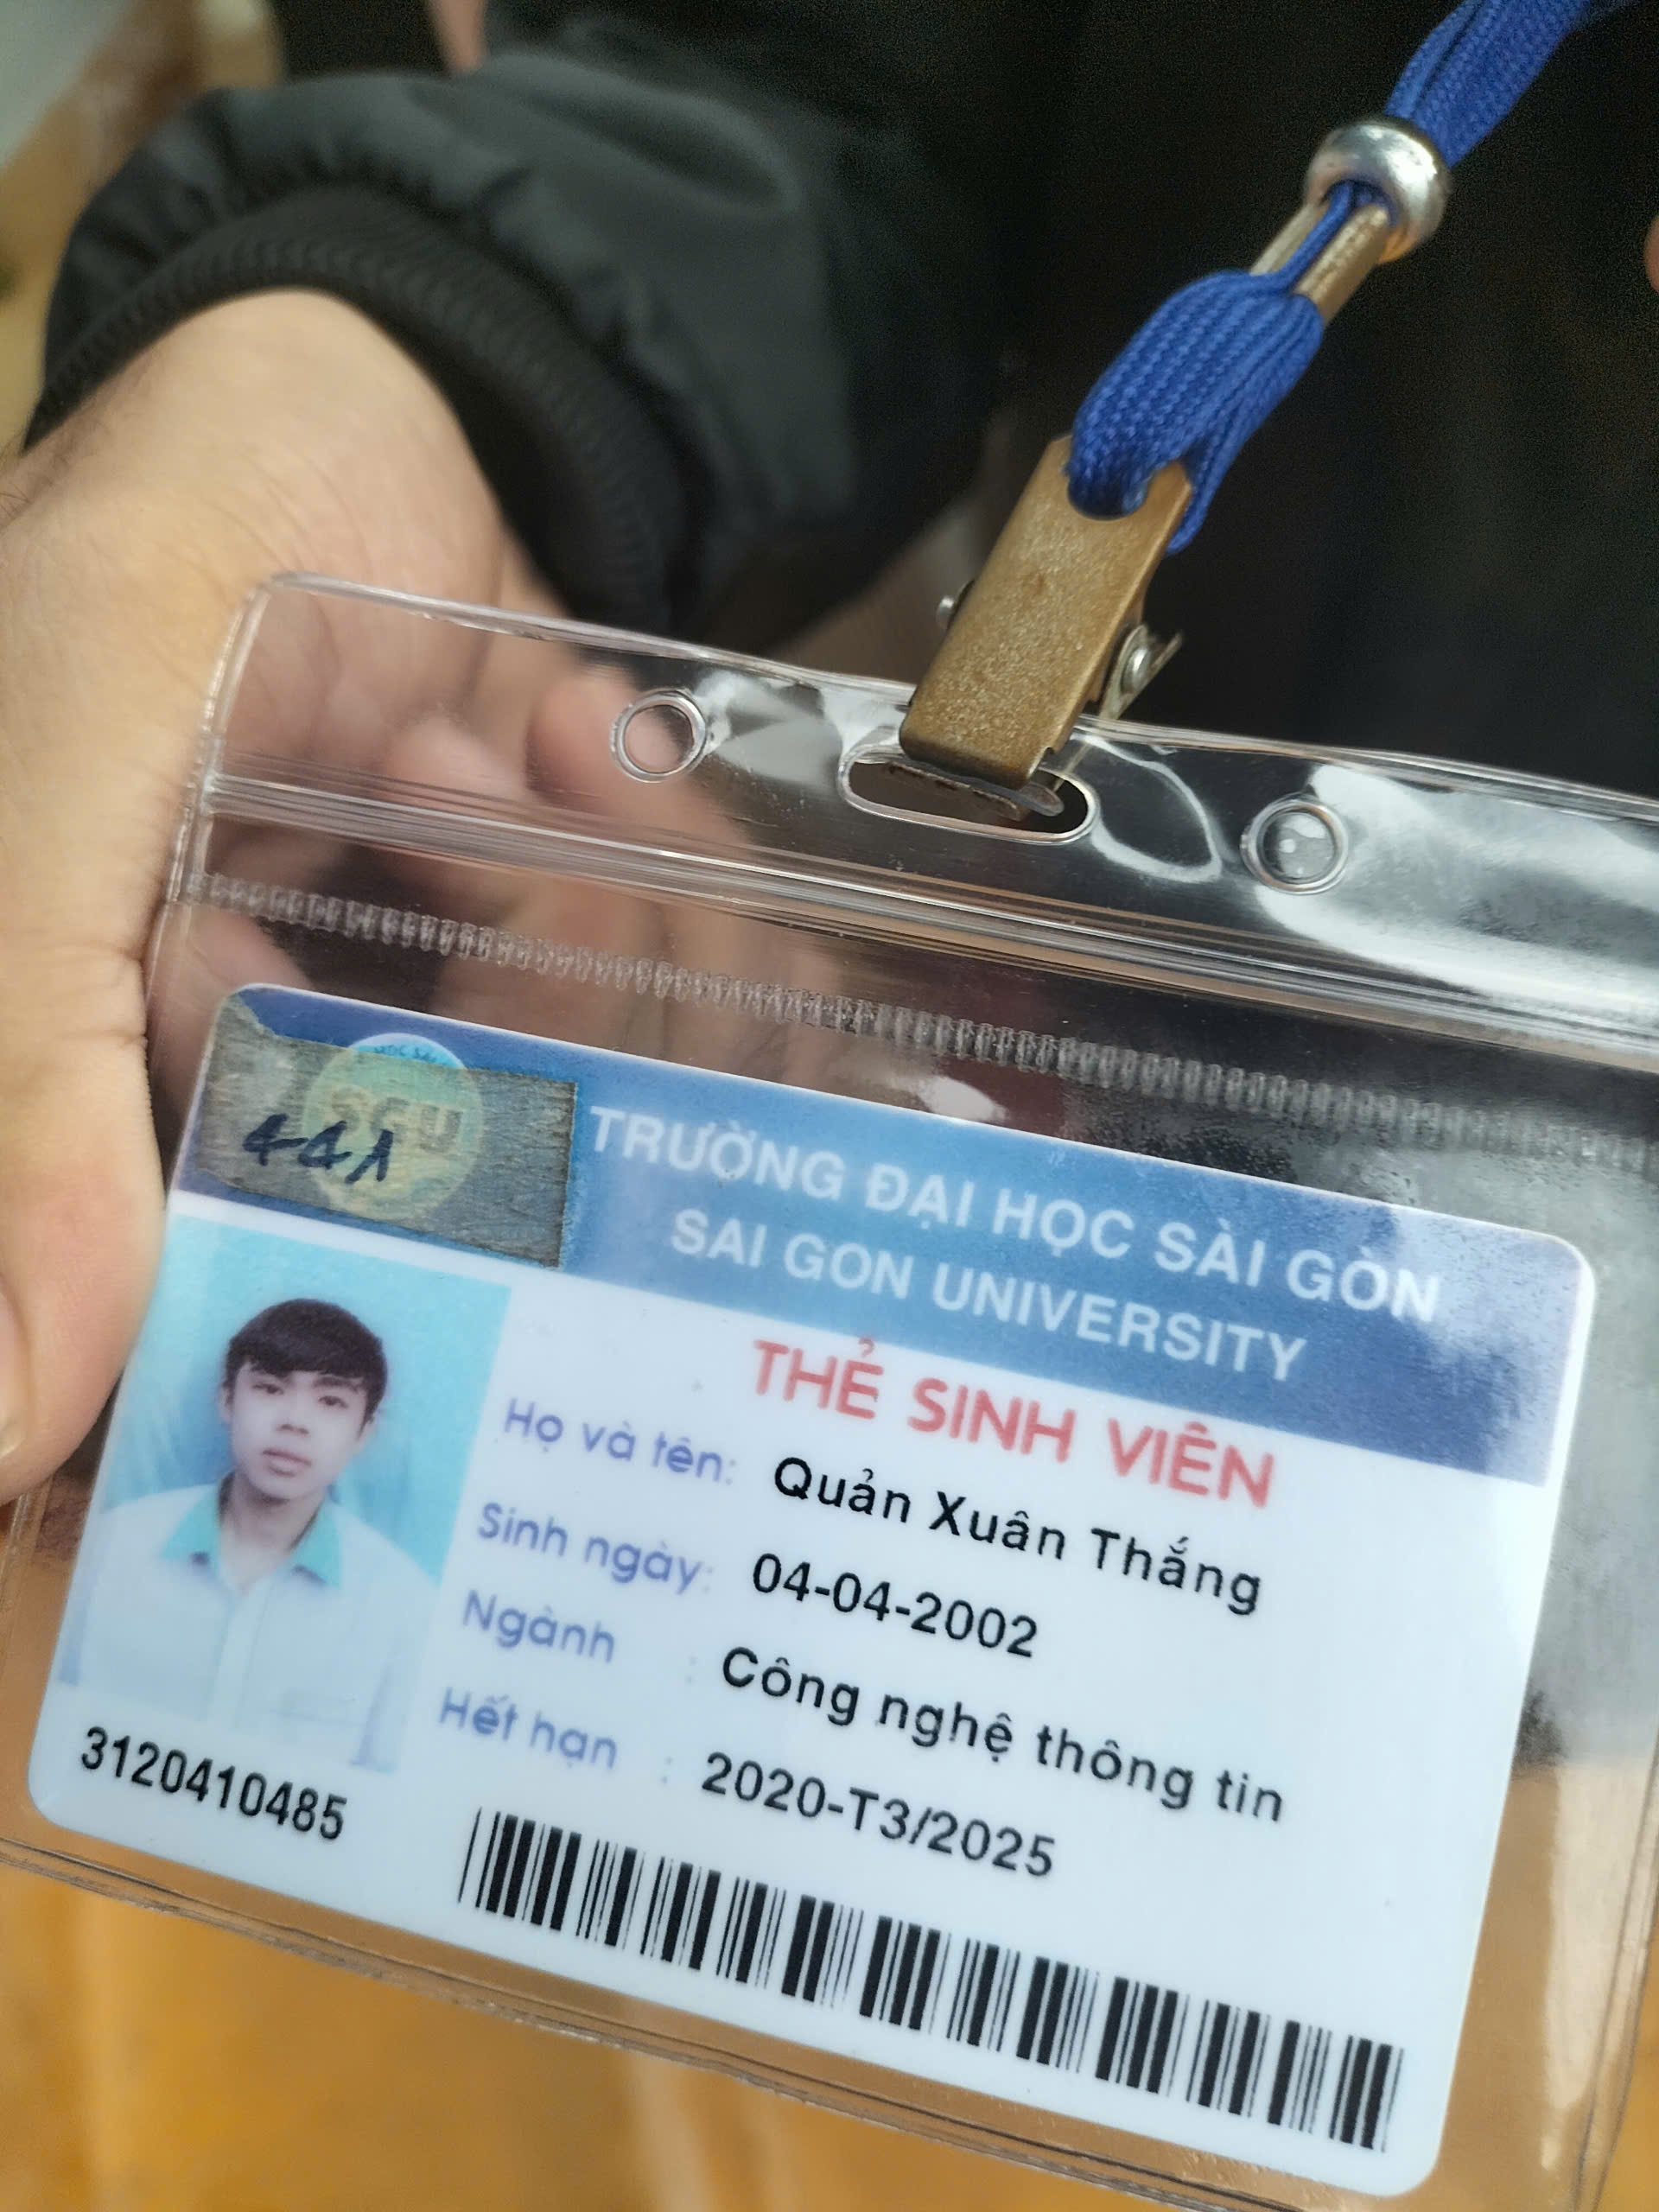 SGU
441
TRƯỜNG ĐẠI HỌC SÀI GÒN
SAI GON UNIVERSITY
THẺ SINH VIÊN
Họ và tên: Quản Xuân Thắng
Sinh ngày: 04-04-2002
Ngành : Công nghệ thông tin
Hết hạn : 2020-T3/2025
3120410485